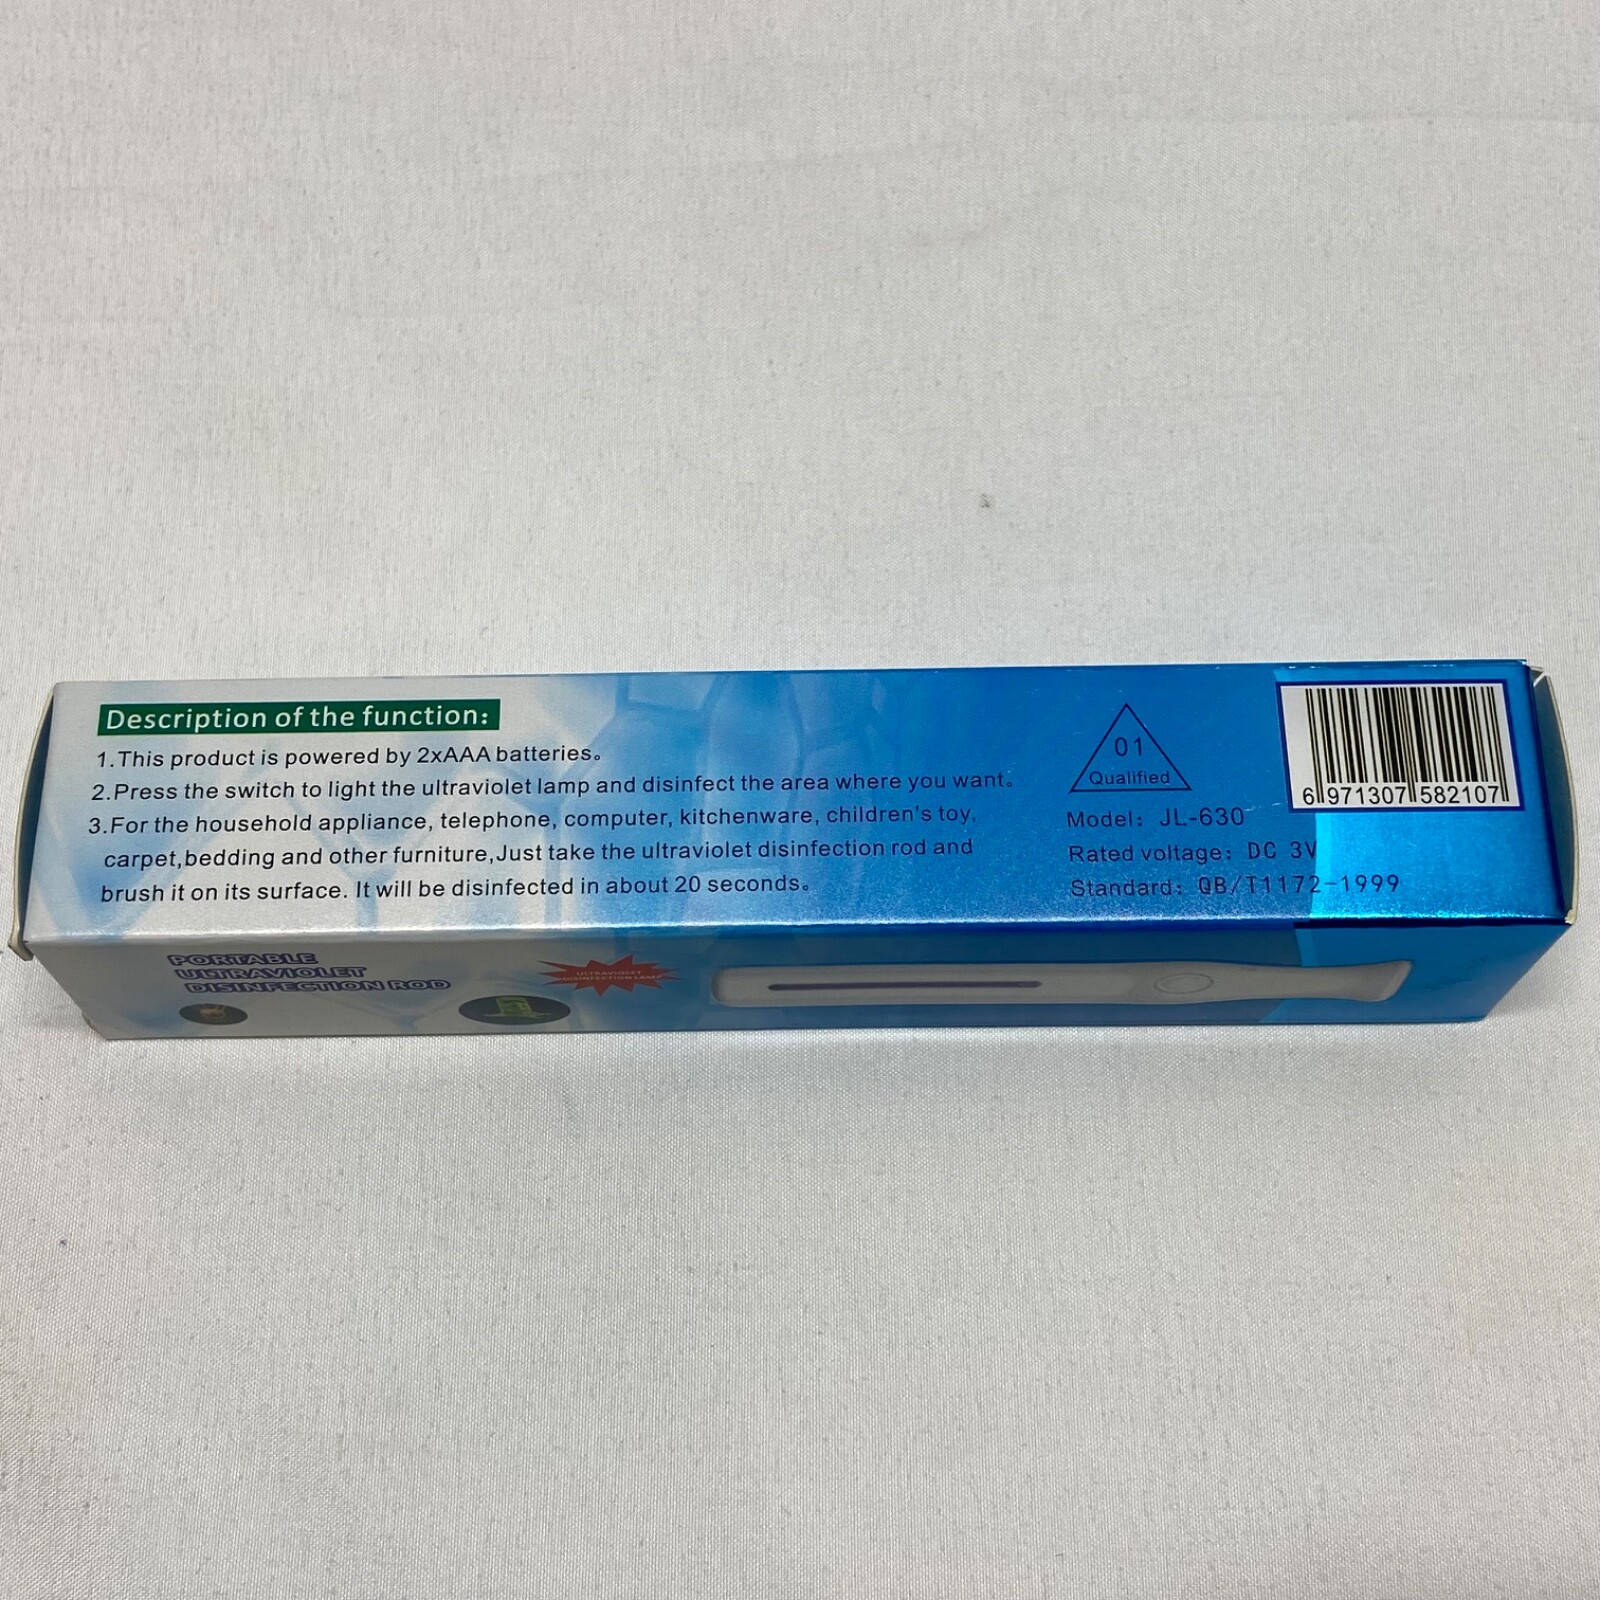 Description of the function:
1.This product is powered by 2xAAA batteries。
2.Press the switch to light the ultraviolet lamp and disinfect the area where you want。
3.For the household appliance, telephone, computer, kitchenware, children's toy,
carpet,bedding and other furniture,Just take the ultraviolet disinfection rod and
brush it on its surface. It will be disinfected in about 20 seconds。
01
Qualified
Model: JL-630
Rated voltage: DC 3V
Standard: QB/T1172-1999
6 971307 582107
PORTABLE
ULTRAVIOLET
DISINFECTION ROD
ULTRAVIOLET
DISINFECTION LAMP